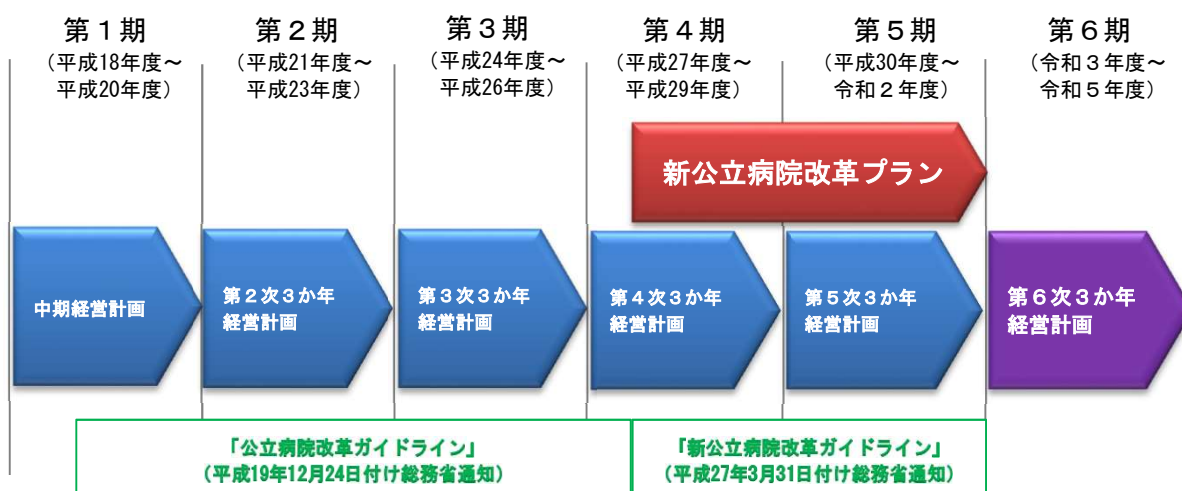 第１期
（平成18年度～
平成20年度）
第２期
（平成21年度～
平成23年度）
第３期
（平成24年度～
平成26年度）
第４期
（平成27年度～
平成29年度）
第５期
（平成30年度～
令和２年度）
第６期
（令和３年度～
令和５年度）
新公立病院改革プラン
中期経営計画
第２次３か年
経営計画
第３次３か年
経営計画
第４次３か年
経営計画
第５次３か年
経営計画
第６次３か年
経営計画
「公立病院改革ガイドライン」
（平成19年12月24日付け総務省通知）
「新公立病院改革ガイドライン」
（平成27年3月31日付け総務省通知）